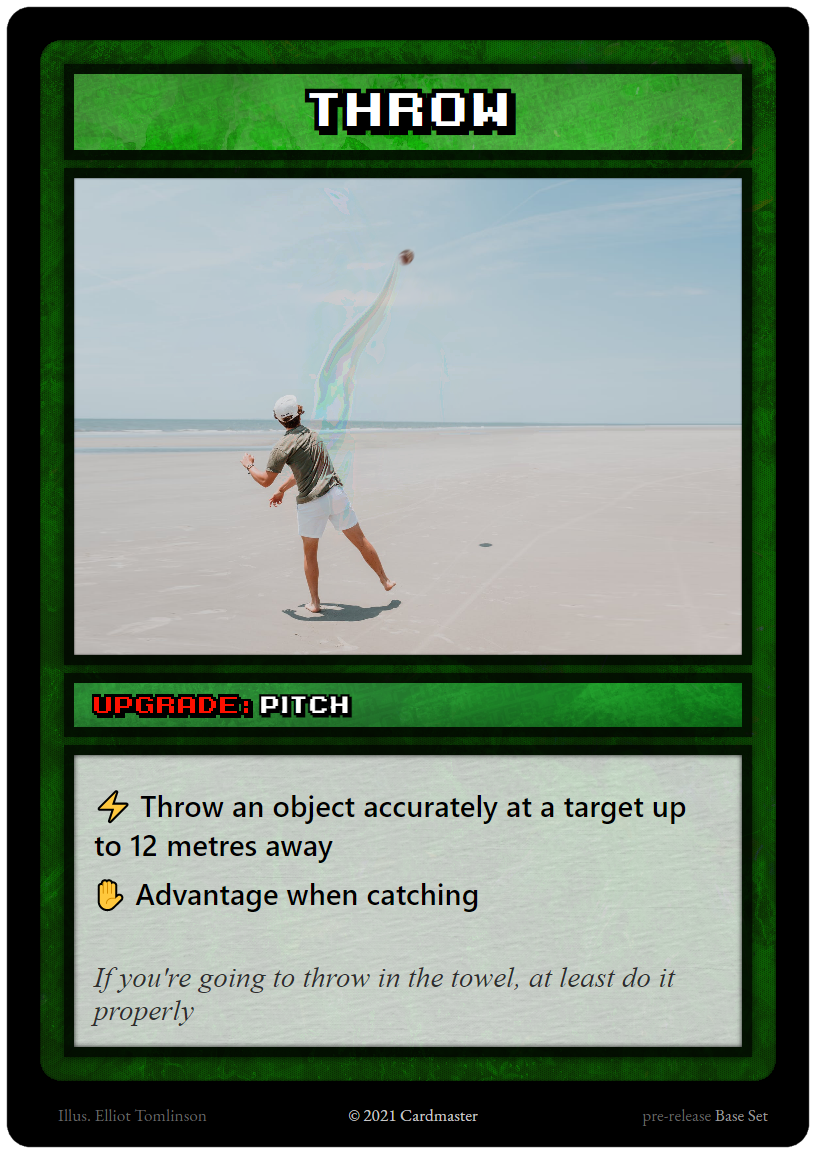 THROW
UPGRADE: PITCH
⚡ Throw an object accurately at a target up
to 12 metres away
✋ Advantage when catching
If you're going to throw in the towel, at least do it
properly
Illus. Elliot Tomlinson © 2021 Cardmaster pre-release Base Set